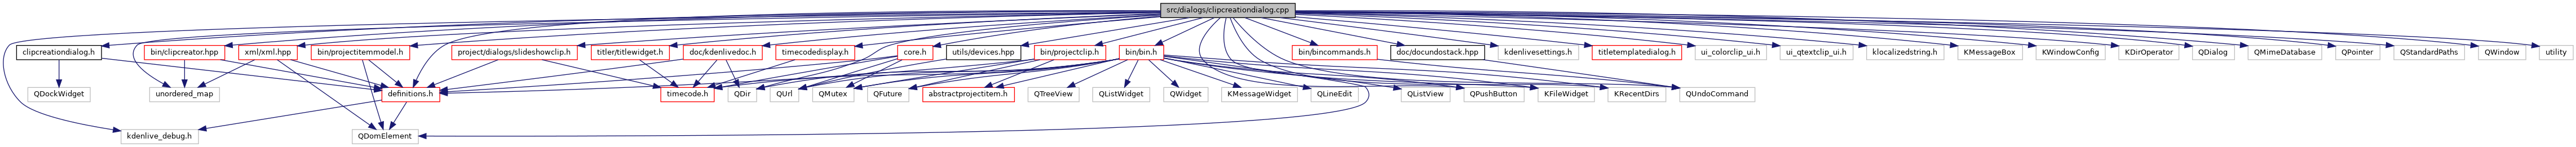 src/dialogs/clipcreationdialog.cpp
clipcreationdialog.h
bin/clipcreator.hpp
xml/xml.hpp
bin/projectitemmodel.h
project/dialogs/slideshowclip.h
titler/titlewidget.h
doc/kdenlivedoc.h
timecodedisplay.h
core.h
utils/devices.hpp
bin/projectclip.h
bin/bin.h
bin/bincommands.h
doc/docundostack.hpp
kdenlivesettings.h
titletemplatedialog.h
ui_colorclip_ui.h
ui_qtextclip_ui.h
klocalizedstring.h
KMessageBox
KWindowConfig
KDirOperator
QDialog
QMimeDatabase
QPointer
QStandardPaths
QWindow
utility
QDockWidget
unordered_map
definitions.h
timecode.h
QDir
QUrl
QMutex
QFuture
abstractprojectitem.h
QTreeView
QListWidget
QWidget
KMessageWidget
QLineEdit
QListView
QPushButton
KFileWidget
KRecentDirs
QUndoCommand
kdenlive_debug.h
QDomElement